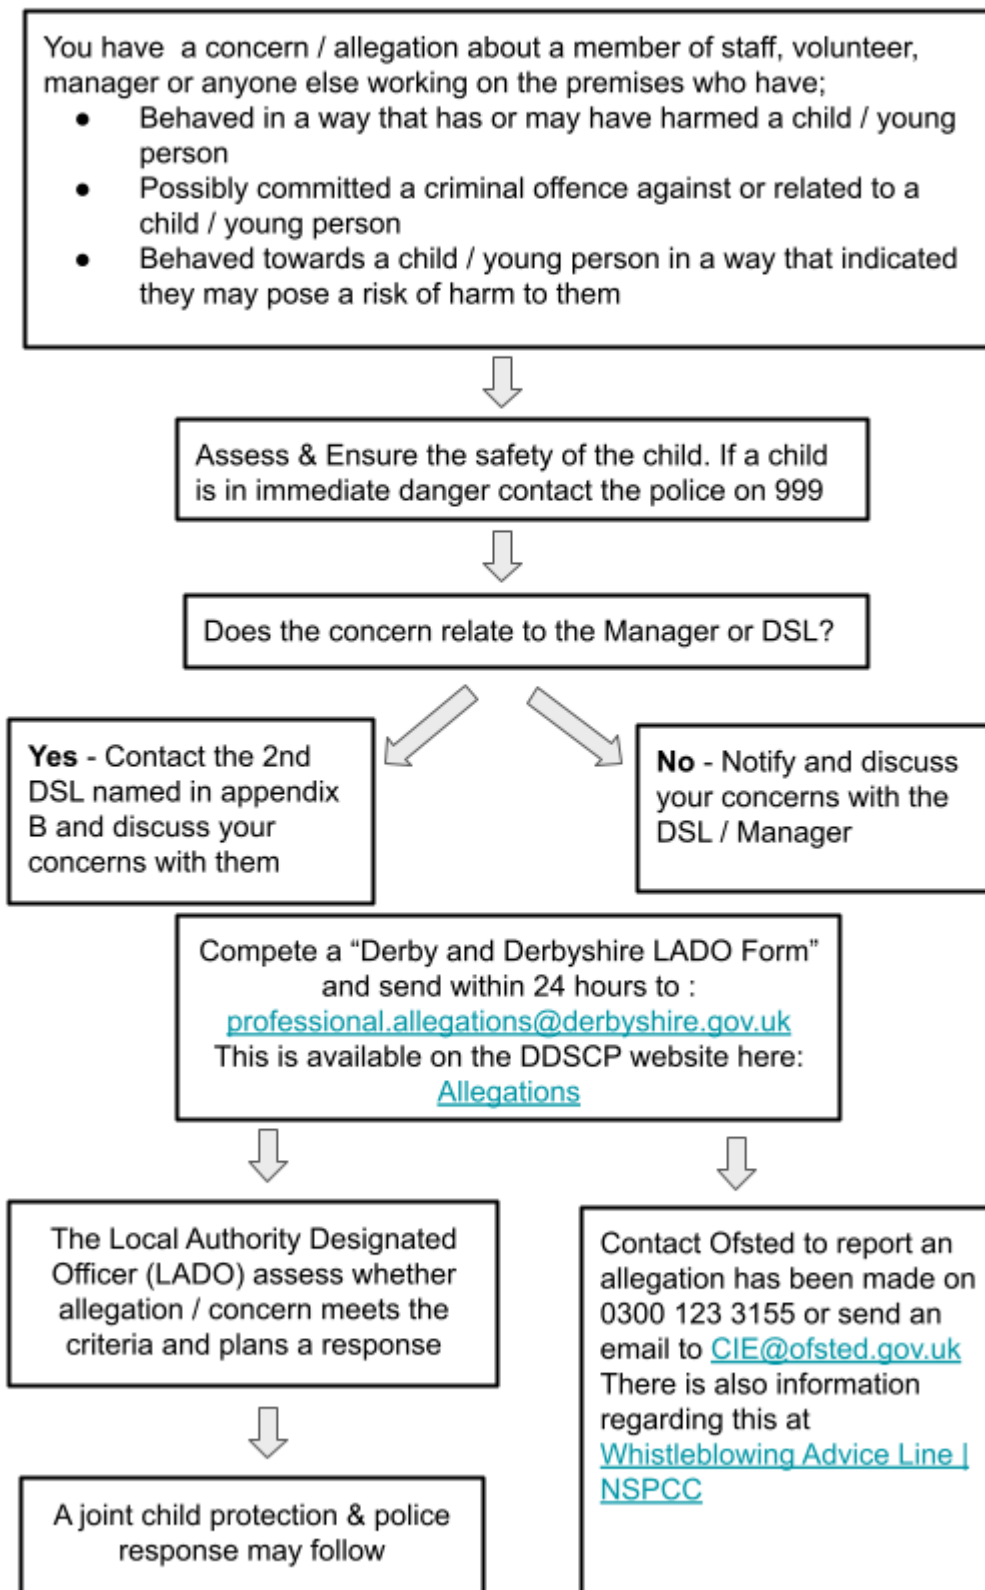 You have  a concern / allegation about a member of staff, volunteer,
manager or anyone else working on the premises who have;
● Behaved in a way that has or may have harmed a child / young
person
● Possibly committed a criminal offence against or related to a
child / young person
● Behaved towards a child / young person in a way that indicated
they may pose a risk of harm to them
Assess & Ensure the safety of the child. If a child
is in immediate danger contact the police on 999
Does the concern relate to the Manager or DSL?
Yes - Contact the 2nd
DSL named in appendix
B and discuss your
concerns with them
No - Notify and discuss
your concerns with the
DSL / Manager
Compete a “Derby and Derbyshire LADO Form”
and send within 24 hours to :
professional.allegations@derbyshire.gov.uk
This is available on the DDSCP website here:
Allegations
The Local Authority Designated
Officer (LADO) assess whether
allegation / concern meets the
criteria and plans a response
A joint child protection & police
response may follow
Contact Ofsted to report an
allegation has been made on
0300 123 3155 or send an
email to CIE@ofsted.gov.uk
There is also information
regarding this at
Whistleblowing Advice Line |
NSPCC